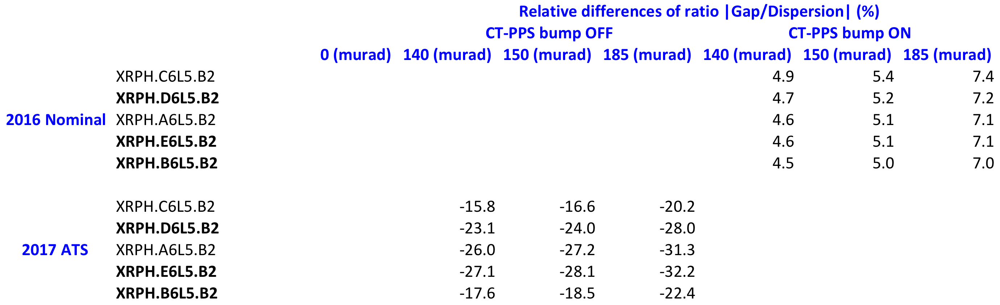 Relative differences of ratio |Gap/Dispersion| (%)
CT-PPS bump OFF CT-PPS bump ON
0 (murad) 140 (murad) 150 (murad) 185 (murad) 140 (murad) 150 (murad) 185 (murad)
XRPH.C6L5.B2 4.9 5.4 7.4
XRPH.D6L5.B2 4.7 5.2 7.2
2016 Nominal XRPH.A6L5.B2 4.6 5.1 7.1
XRPH.E6L5.B2 4.6 5.1 7.1
XRPH.B6L5.B2 4.5 5.0 7.0
XRPH.C6L5.B2 -15.8 -16.6 -20.2
XRPH.D6L5.B2 -23.1 -24.0 -28.0
2017 ATS XRPH.A6L5.B2 -26.0 -27.2 -31.3
XRPH.E6L5.B2 -27.1 -28.1 -32.2
XRPH.B6L5.B2 -17.6 -18.5 -22.4